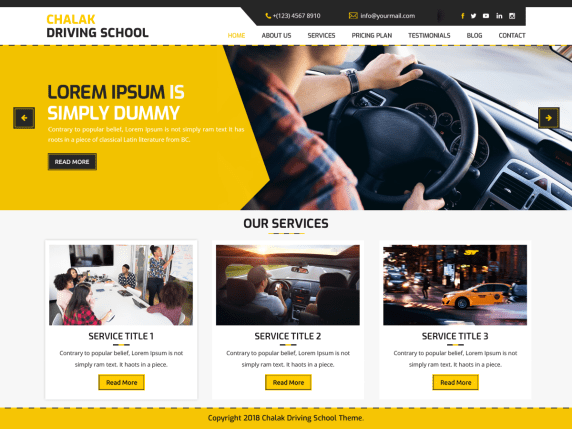 CHALAK
DRIVING SCHOOL
+(123) 4567 8910
info@yourmail.com
HOME
ABOUT US
SERVICES
PRICING PLAN
TESTIMONIALS
BLOG
CONTACT
LOREM IPSUM IS
SIMPLY DUMMY
Contrary to popular belief, Lorem Ipsum is not simply ram text It has
roots in a piece of classical Latin literature from BC.
READ MORE
OUR SERVICES
SERVICE TITLE 1
Contrary to popular belief, Lorem Ipsum is not
simply ram text. It haots in a piece.
Read More
SERVICE TITLE 2
Contrary to popular belief, Lorem Ipsum is not
simply ram text. It haots in a piece.
Read More
SERVICE TITLE 3
Contrary to popular belief, Lorem Ipsum is not
simply ram text. It haots in a piece.
Read More
Copyright 2018 Chalak Driving School Theme.